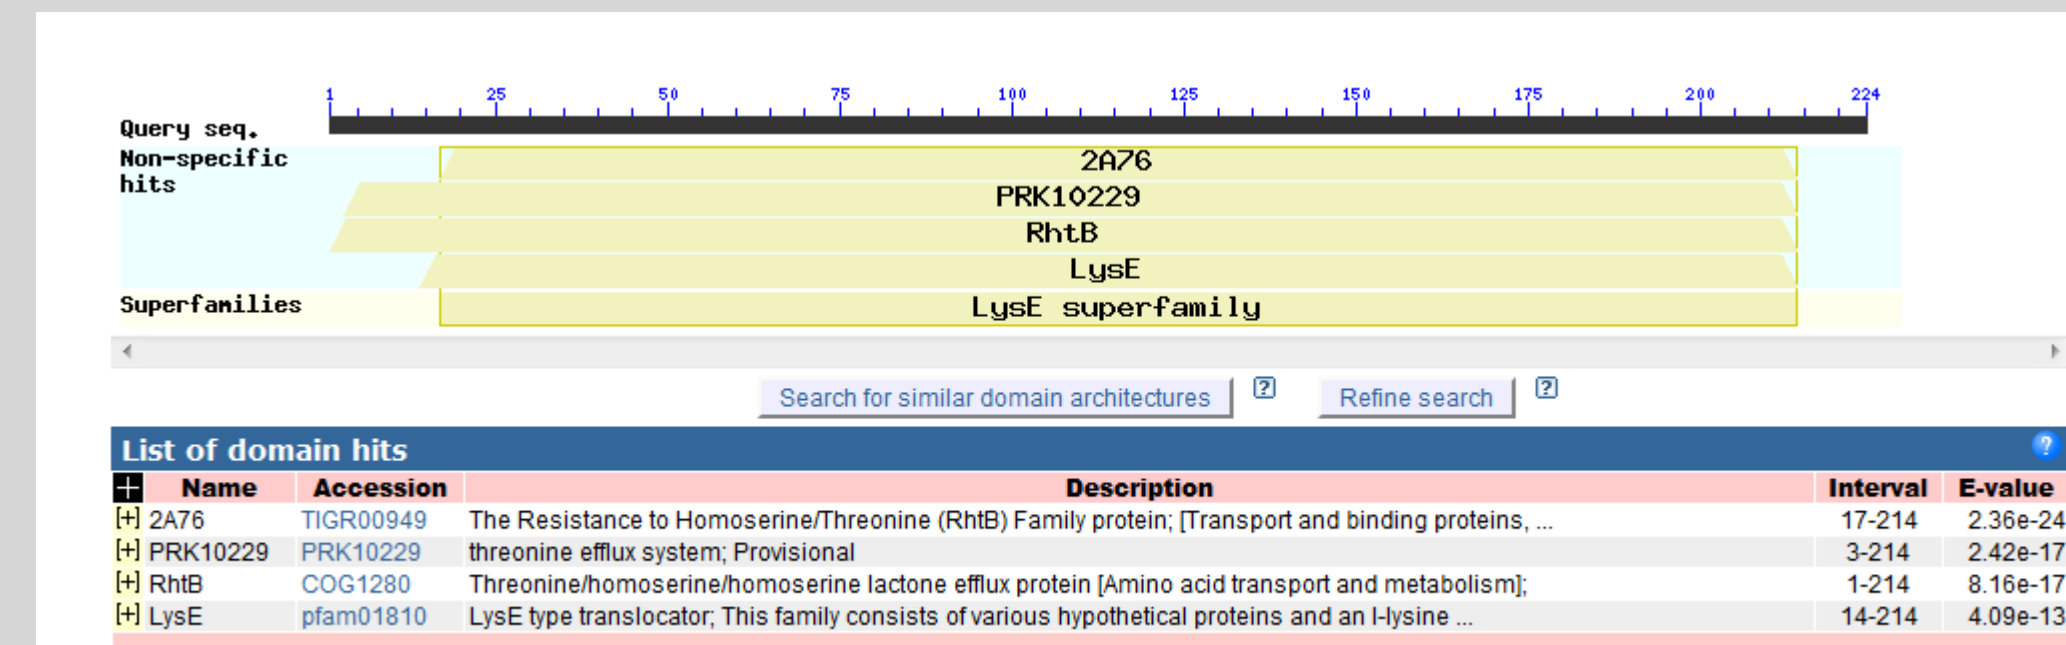 1 25 50 75 100 125 150 175 200 224
Query seq.
Non-specific
hits
2A76
PRK10229
RhtB
LysE
Superfamilies
LysE superfamily
Search for similar domain architectures ? Refine search ?
List of domain hits ?
+ Name Accession Description Interval E-value
[+] 2A76 TIGR00949 The Resistance to Homoserine/Threonine (RhtB) Family protein; [Transport and binding proteins, ... 17-214 2.36e-24
[+] PRK10229 PRK10229 threonine efflux system; Provisional 3-214 2.42e-17
[+] RhtB COG1280 Threonine/homoserine/homoserine lactone efflux protein [Amino acid transport and metabolism]; 1-214 8.16e-17
[+] LysE pfam01810 LysE type translocator; This family consists of various hypothetical proteins and an l-lysine ... 14-214 4.09e-13